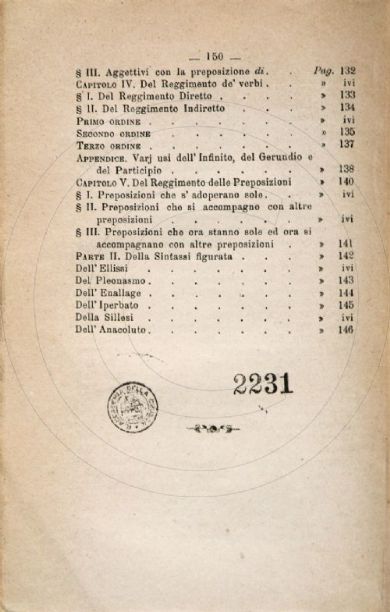 — 150 —
§ III. Aggettivi con la preposizione di. . . Pag. 132
CAPITOLO IV. Del Reggimento de' verbi . . . » ivi
§ I. Del Reggimento Diretto . . . . . » 133
§ II. Del Reggimento Indiretto . . . . . » 134
PRIMO ORDINE . . . . . . . . » ivi
SECONDO ORDINE . . . . . . . . » 135
TERZO ORDINE . . . . . . . . » 137
APPENDICE. Varj usi dell' Infinito, del Gerundio e
del Participio . . . . . . . » 138
CAPITOLO V. Del Reggimento delle Preposizioni » 140
§ I. Preposizioni che s' adoperano sole . . . » ivi
§ II. Preposizioni che si accompagno con altre
preposizioni . . . . . . . » ivi
§ III. Preposizioni che ora stanno sole ed ora si
accompagnano con altre preposizioni . . » 141
PARTE II. Della Sintassi figurata . . . . » 142
Dell' Ellissi . . . . . . . . » ivi
Del Pleonasmo . . . . . . . . » 143
Dell' Enallage . . . . . . . . » 144
Dell' Iperbato . . . . . . . . » 145
Della Sillesi . . . . . . . . » ivi
Dell' Anacoluto . . . . . . . . » 146
2231
ACCADEMIA DELLA CRUSCA